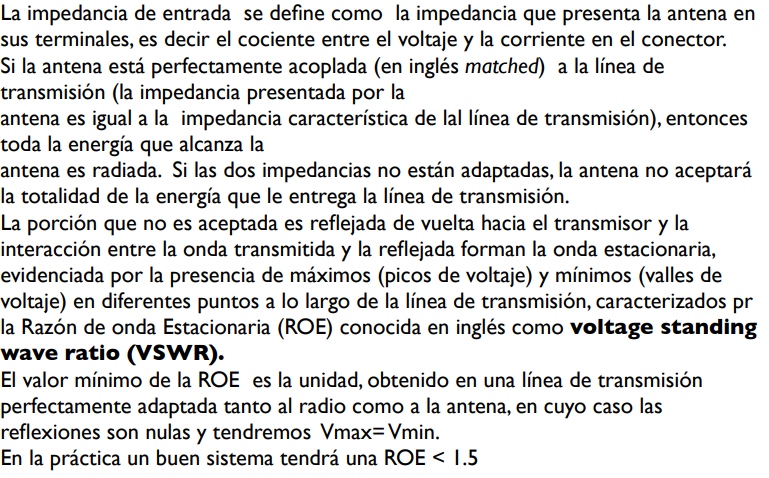 La impedancia de entrada se define como la impedancia que presenta la antena en
sus terminales, es decir el cociente entre el voltaje y la corriente en el conector.
Si la antena está perfectamente acoplada (en inglés matched) a la línea de
transmisión (la impedancia presentada por la
antena es igual a la impedancia característica de lal línea de transmisión), entonces
toda la energía que alcanza la
antena es radiada. Si las dos impedancias no están adaptadas, la antena no aceptará
la totalidad de la energía que le entrega la línea de transmisión.
La porción que no es aceptada es reflejada de vuelta hacia el transmisor y la
interacción entre la onda transmitida y la reflejada forman la onda estacionaria,
evidenciada por la presencia de máximos (picos de voltaje) y mínimos (valles de
voltaje) en diferentes puntos a lo largo de la línea de transmisión, caracterizados pr
la Razón de onda Estacionaria (ROE) conocida en inglés como voltage standing
wave ratio (VSWR).
El valor mínimo de la ROE es la unidad, obtenido en una línea de transmisión
perfectamente adaptada tanto al radio como a la antena, en cuyo caso las
reflexiones son nulas y tendremos Vmax= Vmin.
En la práctica un buen sistema tendrá una ROE < 1.5